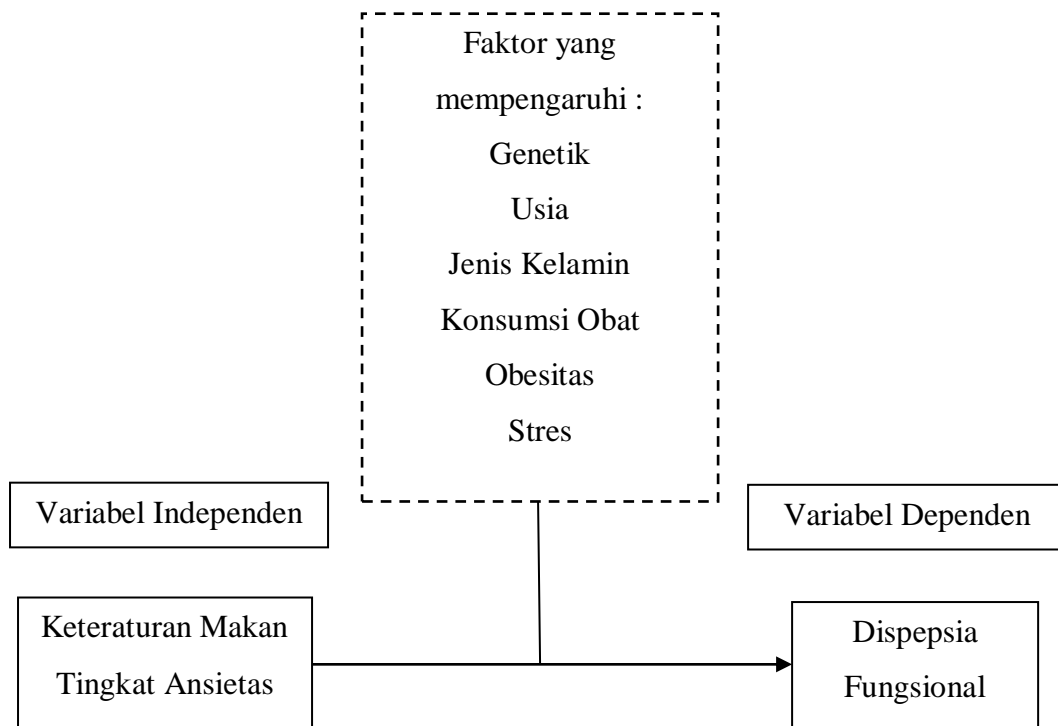 Faktor yang
mempengaruhi :
Genetik
Usia
Jenis Kelamin
Konsumsi Obat
Obesitas
Stres
Variabel Independen
Variabel Dependen
Keteraturan Makan
Tingkat Ansietas
Dispepsia
Fungsional